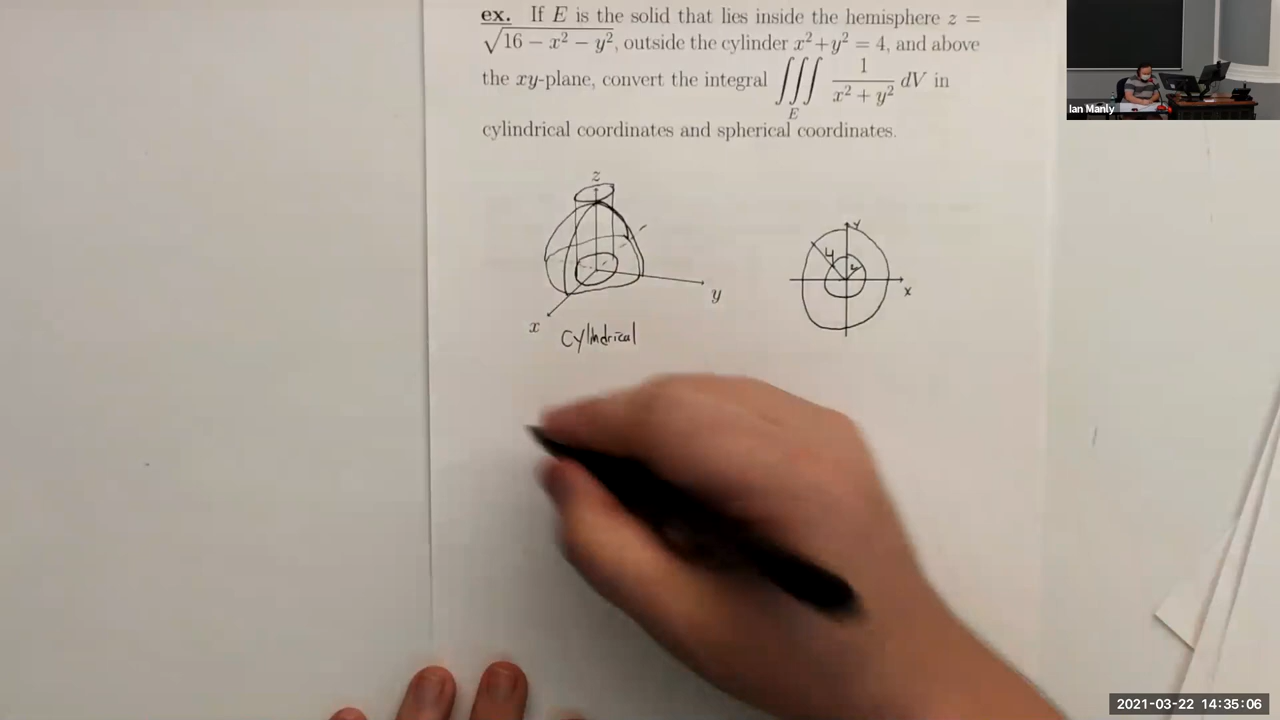 ex. If E is the solid that lies inside the hemisphere z =
√16 − x² − y², outside the cylinder x²+y² = 4, and above
the xy-plane, convert the integral ∭_E 1/(x² + y²) dV in
cylindrical coordinates and spherical coordinates.
z
y
x
Cylindrical
y
4
2
x
Ian Manly
2021-03-22 14:35:06